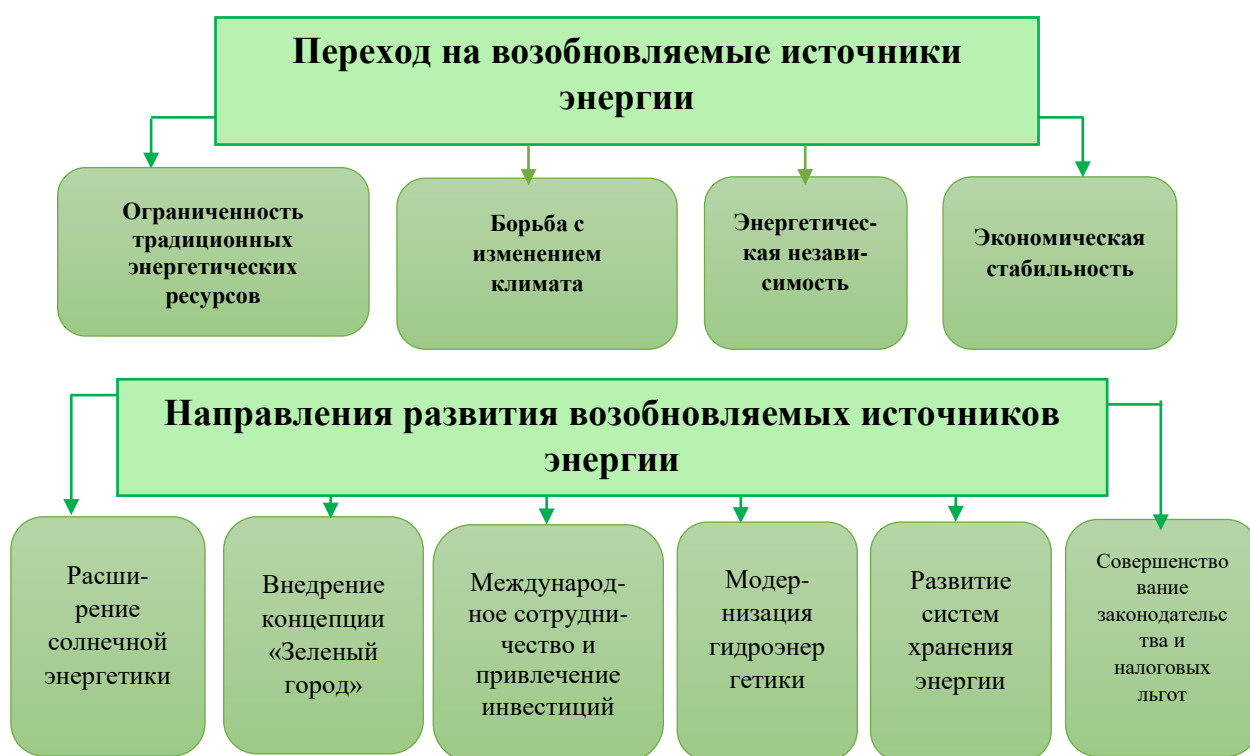 Переход на возобновляемые источники
энергии
Ограниченность
традиционных
энергетических
ресурсов
Борьба с
изменением
климата
Энергетичес-
кая незави-
симость
Экономическая
стабильность
Направления развития возобновляемых источников
энергии
Расши-
рение
солнечной
энергетики
Внедрение
концепции
«Зеленый
город»
Международ-
ное сотрудни-
чество и
привлечение
инвестиций
Модер-
низация
гидроэнер
гетики
Развитие
систем
хранения
энергии
Совершенство
вание
законодательс
тва и
налоговых
льгот